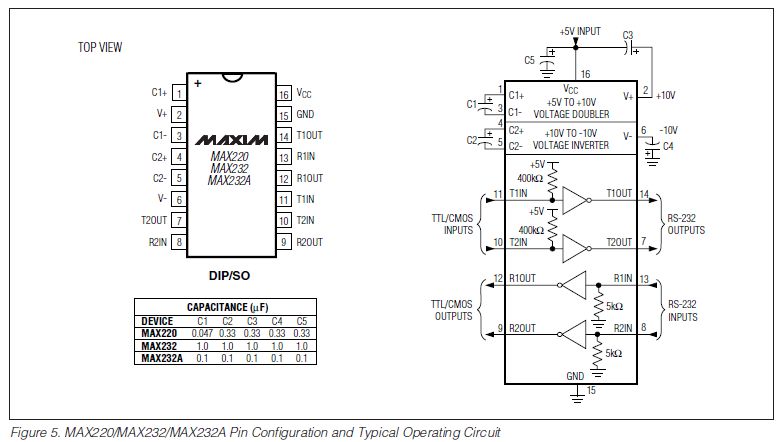 TOP VIEW
+
C1+ 1
V+ 2
C1- 3
C2+ 4
C2- 5
V- 6
T2OUT 7
R2IN 8
16 VCC
15 GND
14 T1OUT
13 R1IN
12 R1OUT
11 T1IN
10 T2IN
9 R2OUT
MAXIM
MAX220
MAX232
MAX232A
DIP/SO
CAPACITANCE (µF)
DEVICE C1 C2 C3 C4 C5
MAX220 0.047 0.33 0.33 0.33 0.33
MAX232 1.0 1.0 1.0 1.0 1.0
MAX232A 0.1 0.1 0.1 0.1 0.1
+5V INPUT C3
C5
16
1 VCC 2
C1+ V+ +10V
C1 3 +5V TO +10V
C1- VOLTAGE DOUBLER
4
C2+ +10V TO -10V V- 6 -10V
C2 5
C2- VOLTAGE INVERTER C4
+5V
400kΩ
11 T1IN T1OUT 14
+5V
TTL/CMOS INPUTS
400kΩ
RS-232 OUTPUTS
10 T2IN T2OUT 7
12 R1OUT R1IN 13
TTL/CMOS OUTPUTS
5kΩ
RS-232 INPUTS
9 R2OUT R2IN 8
5kΩ
GND
15
Figure 5. MAX220/MAX232/MAX232A Pin Configuration and Typical Operating Circuit